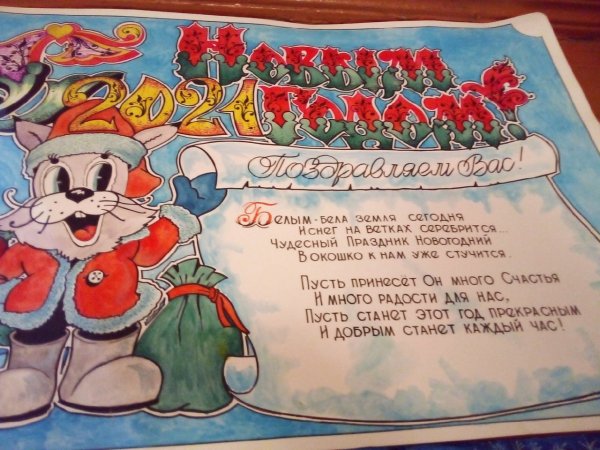 С Новым
2021 Годом!
Поздравляем Вас!
Белым-бела земля сегодня
И снег на ветках серебрится...
Чудесный Праздник Новогодний
В окошко к нам уже стучится.
Пусть принесет Он много Счастья
И много радости для нас,
Пусть станет этот год прекрасным
И добрым станет каждый час!